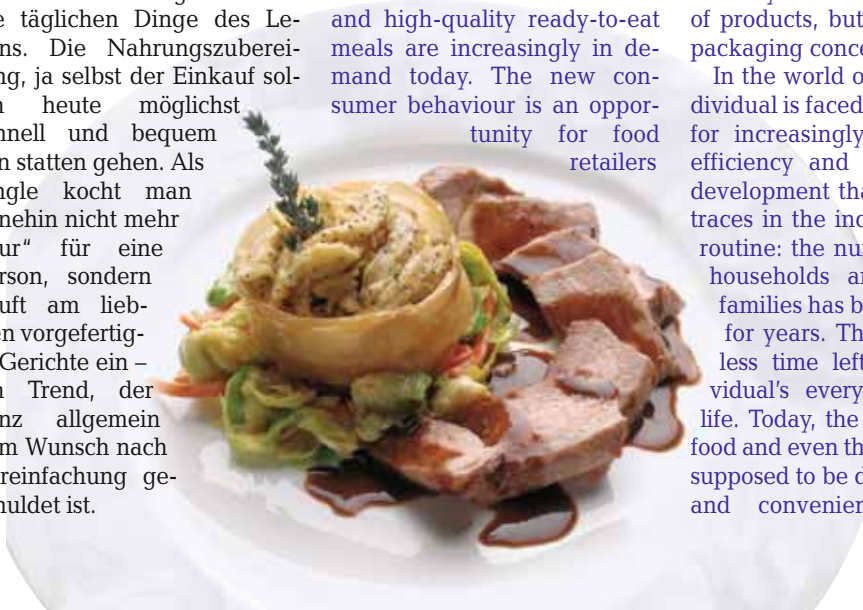 e täglichen Dinge des Le-
ns. Die Nahrungszuberei-
ng, ja selbst der Einkauf sol-
heute möglichst
hnell und bequem
n statten gehen. Als
ngle kocht man
nehin nicht mehr
ur“ für eine
rson, sondern
uft am lieb-
en vorgefertig-
Gerichte ein –
n Trend, der
nz allgemein
m Wunsch nach
reinfachung ge-
huldet ist.
and high-quality ready-to-eat
meals are increasingly in de-
mand today. The new con-
sumer behaviour is an oppor-
tunity for food
retailers
of products, but
packaging conce
In the world o
dividual is faced
for increasingly
efficiency and
development tha
traces in the inc
routine: the nu
households a
families has b
for years. Th
less time left
vidual's every
life. Today, the
food and even th
supposed to be d
and convenien